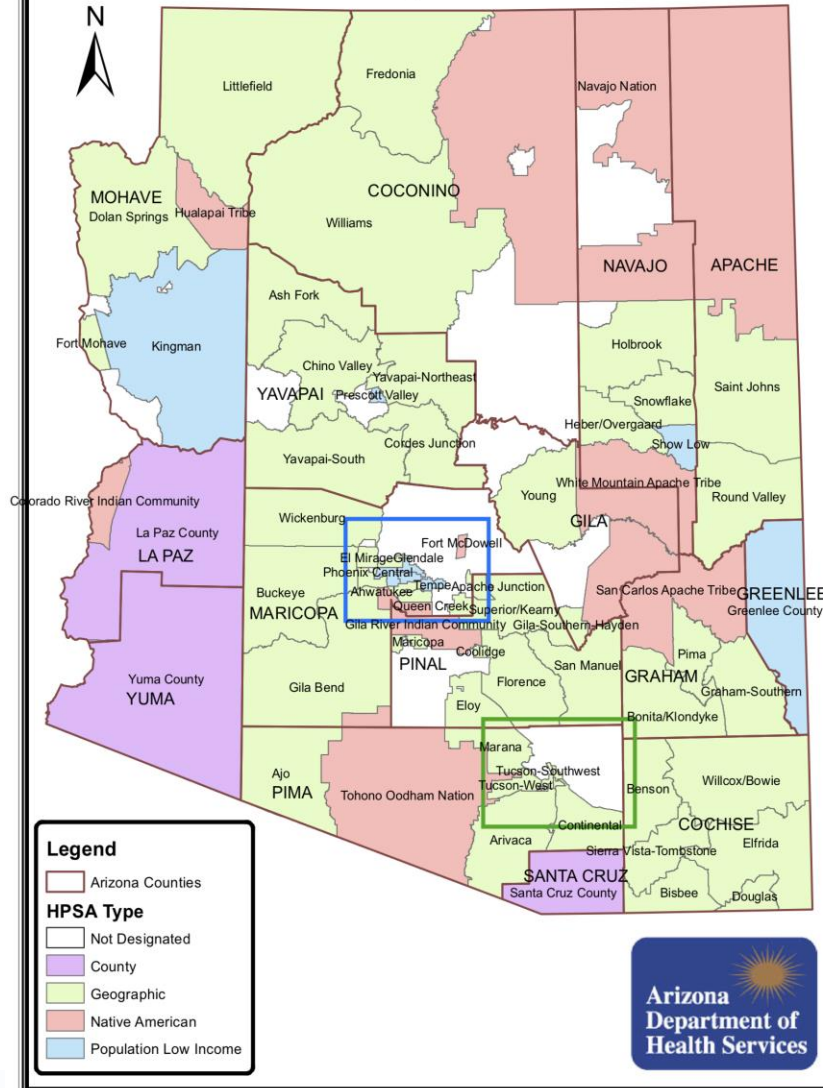 N
Littlefield
Fredonia
Navajo Nation
MOHAVE
Dolan Springs
Hualapai Tribe
COCONINO
Williams
NAVAJO
APACHE
Ash Fork
Fort Mohave
Kingman
Holbrook
Chino Valley
Yavapai-Northeast
Saint Johns
YAVAPAI
Prescott Valley
Snowflake
Heber/Overgaard
Show Low
Cordes Junction
Yavapai-South
Young
White Mountain Apache Tribe
Round Valley
Colorado River Indian Community
La Paz County
LA PAZ
Wickenburg
GILA
Fort McDowell
El Mirage
Glendale
Phoenix Central
Tempe
Apache Junction
San Carlos Apache Tribe
GREENLEE
Greenlee County
Buckeye
Ahwatukee
MARICOPA
Queen Creek
Superior/Kearny
Gila River Indian Community
Gila-Southern-Hayden
Maricopa
Coolidge
Pima
PINAL
San Manuel
GRAHAM
Yuma County
YUMA
Gila Bend
Florence
Graham-Southern
Eloy
Bonita/Klondyke
Marana
Ajo
PIMA
Tucson-Southwest
Tucson-West
Tohono Oodham Nation
Benson
Willcox/Bowie
Continental
COCHISE
Arivaca
Sierra Vista-Tombstone
Elfrida
SANTA CRUZ
Santa Cruz County
Bisbee
Douglas
Legend
Arizona Counties
HPSA Type
Not Designated
County
Geographic
Native American
Population Low Income
Arizona
Department of
Health Services